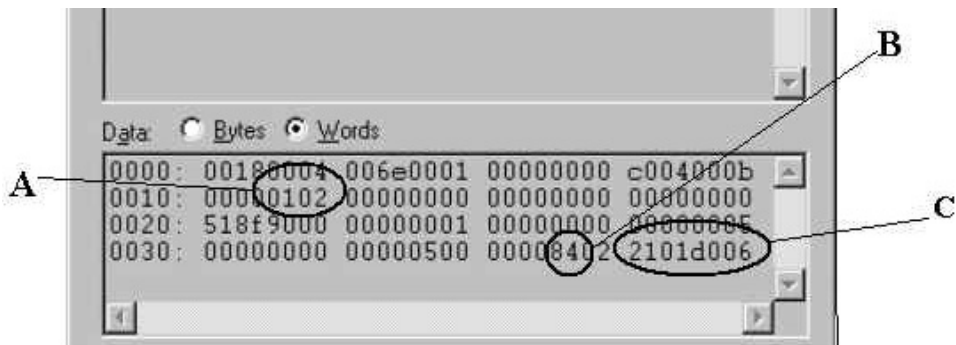 B
Data: Bytes Words
0000: 00180004 006e0001 00000000 c004000b
A
0010: 00000102 00000000 00000000 00000000
C
0020: 518f9000 00000001 00000000 00000005
0030: 00000000 00000500 00008402 2101d006